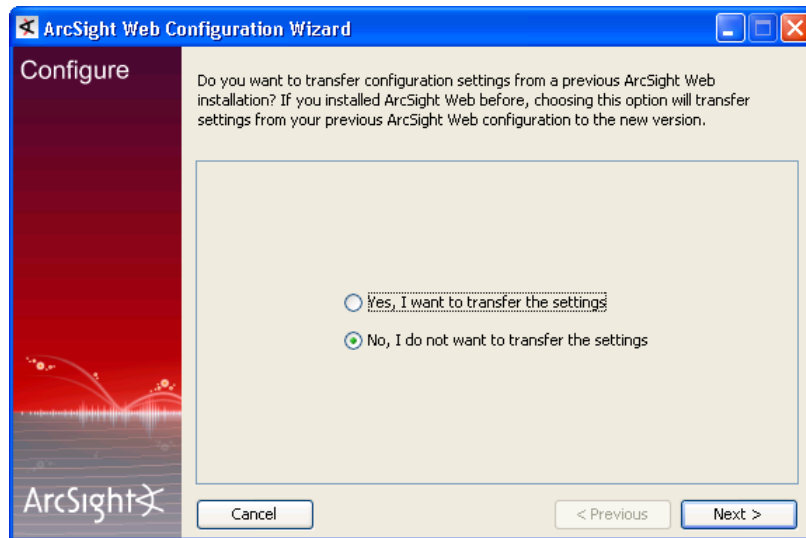 ArcSight Web Configuration Wizard
Configure
Do you want to transfer configuration settings from a previous ArcSight Web
installation? If you installed ArcSight Web before, choosing this option will transfer
settings from your previous ArcSight Web configuration to the new version.
Yes, I want to transfer the settings
No, I do not want to transfer the settings
ArcSight
Cancel
< Previous
Next >